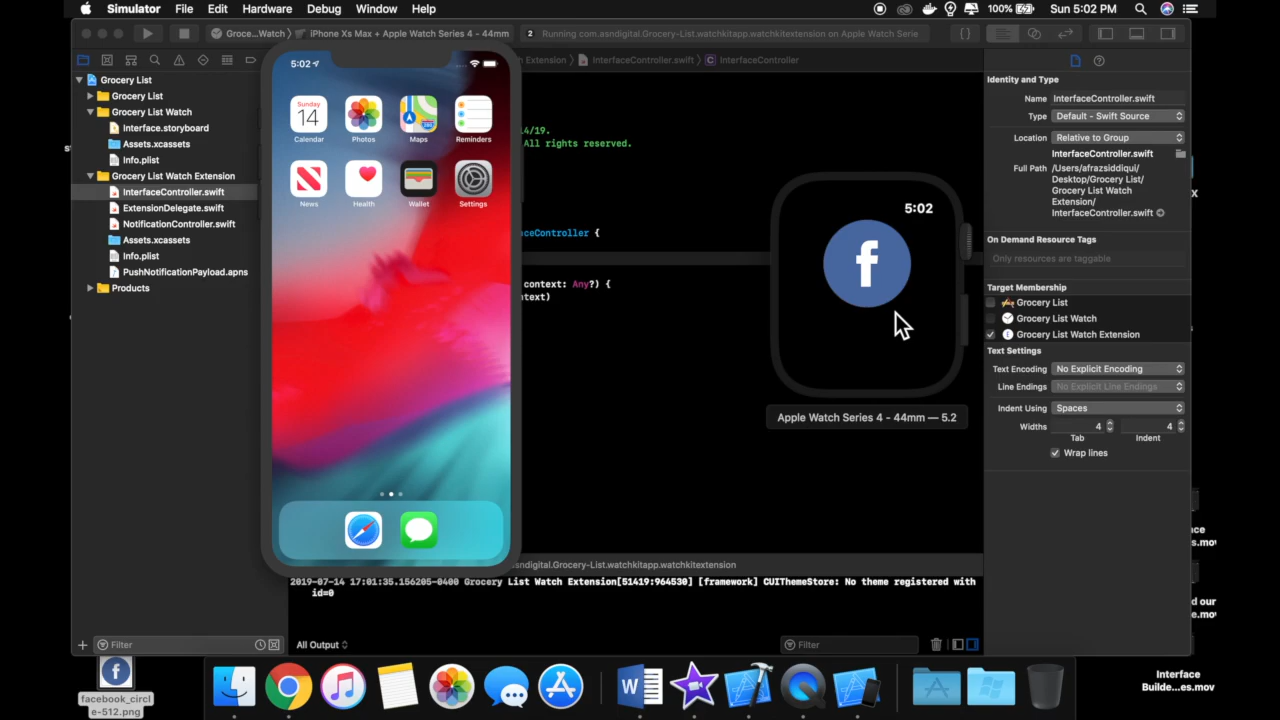 Simulator File Edit Hardware Debug Window Help
100% Sun 5:02 PM
Groce...Watch) iPhone Xs Max + Apple Watch Series 4 - 44mm
2 Running com.asndigital.Grocery-List.watchkitapp.watchkitextension on Apple Watch Serie
{}
Extension InterfaceController.swift C InterfaceController
Grocery List
Grocery List
Grocery List Watch
Interface.storyboard
Assets.xcassets
Info.plist
Grocery List Watch Extension
InterfaceController.swift
ExtensionDelegate.swift
NotificationController.swift
Assets.xcassets
Info.plist
PushNotificationPayload.apns
Products
Filter
5:02
Sunday
14
Calendar Photos Maps Reminders
News Health Wallet Settings
4/19.
All rights reserved.
ceController {
context: Any?) {
ntext)
5:02
f
Apple Watch Series 4 - 44mm — 5.2
asndigital.Grocery-List.watchkitapp.watchkitextension
2019-07-14 17:01:35.156205-0400 Grocery List Watch Extension[51419:964530] [framework] CUIThemeStore: No theme registered with
id=0
All Output
Filter
Identity and Type
Name InterfaceController.swift
Type Default - Swift Source
Location Relative to Group
InterfaceController.swift
Full Path /Users/afrazsiddiqui/
Desktop/Grocery List/
Grocery List Watch
Extension/
InterfaceController.swift
On Demand Resource Tags
Only resources are taggable
Target Membership
Grocery List
Grocery List Watch
Grocery List Watch Extension
Text Settings
Text Encoding No Explicit Encoding
Line Endings No Explicit Line Endings
Indent Using Spaces
Widths 4 4
Tab Indent
Wrap lines
X
ce
s.mov
d our
s.mov
Interface
Builde...es.mov
facebook_circl
e-512.png
W